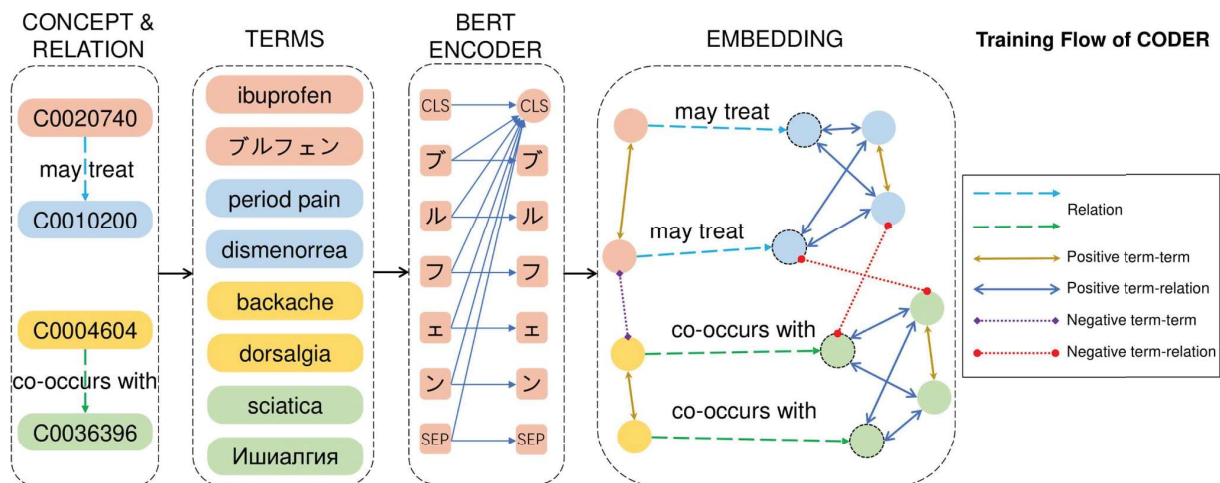 CONCEPT &
RELATION
C0020740
may treat
C0010200
C0004604
co-occurs with
C0036396
TERMS
ibuprofen
ブルフェン
period pain
dismenorrea
backache
dorsalgia
sciatica
Ишиалгия
BERT
ENCODER
CLS CLS
ブ ブ
ル ル
フ フ
ェ ェ
ン ン
SEP SEP
EMBEDDING
may treat
may treat
co-occurs with
co-occurs with
Training Flow of CODER
Relation
Positive term-term
Positive term-relation
Negative term-term
Negative term-relation